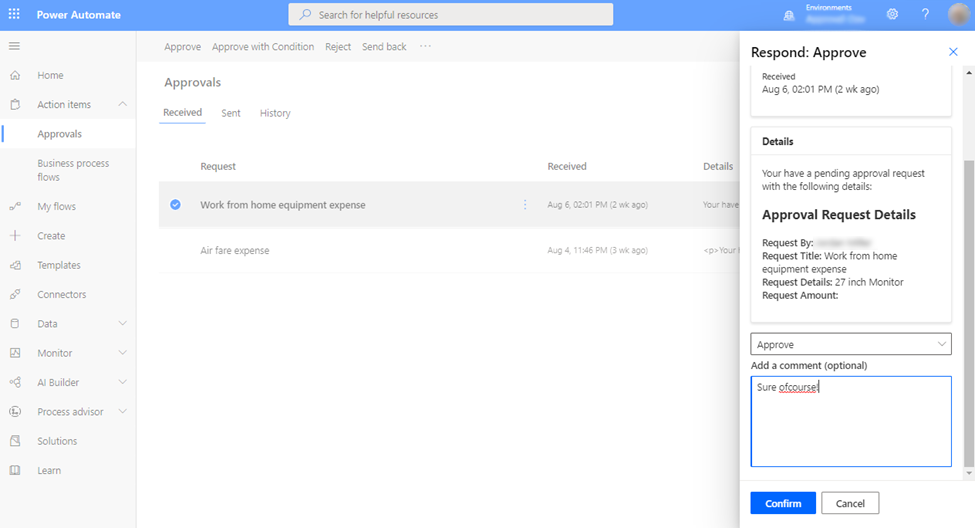 Power Automate
Search for helpful resources
Environments
Home
Action items
Approvals
Business process
flows
My flows
Create
Templates
Connectors
Data
Monitor
AI Builder
Process advisor
Solutions
Learn
Approve
Approve with Condition
Reject
Send back
Approvals
Received
Sent
History
Request
Received
Details
Work from home equipment expense
Aug 6, 02:01 PM (2 wk ago)
Your have
Air fare expense
Aug 4, 11:46 PM (3 wk ago)
<p>Your
Respond: Approve
Received
Aug 6, 02:01 PM (2 wk ago)
Details
Your have a pending approval request
with the following details:
Approval Request Details
Request By:
Request Title: Work from home
equipment expense
Request Details: 27 inch Monitor
Request Amount:
Approve
Add a comment (optional)
Sure ofcourse!
Confirm
Cancel